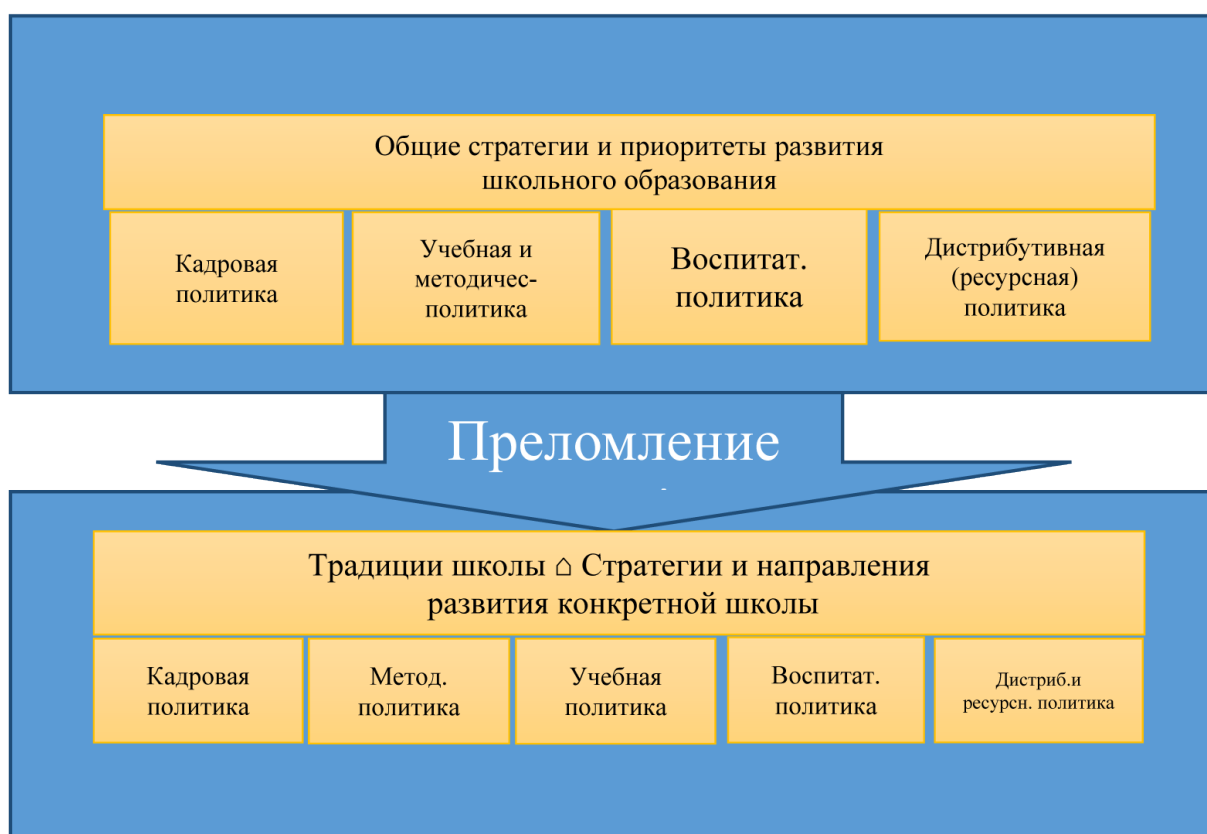 Общие стратегии и приоритеты развития
школьного образования
Кадровая
политика
Учебная и
методичес-
политика
Воспитат.
политика
Дистрибутивная
(ресурсная)
политика
Преломление
Традиции школы ⌂ Стратегии и направления
развития конкретной школы
Кадровая
политика
Метод.
политика
Учебная
политика
Воспитат.
политика
Дистриб.и
ресурсн. политика